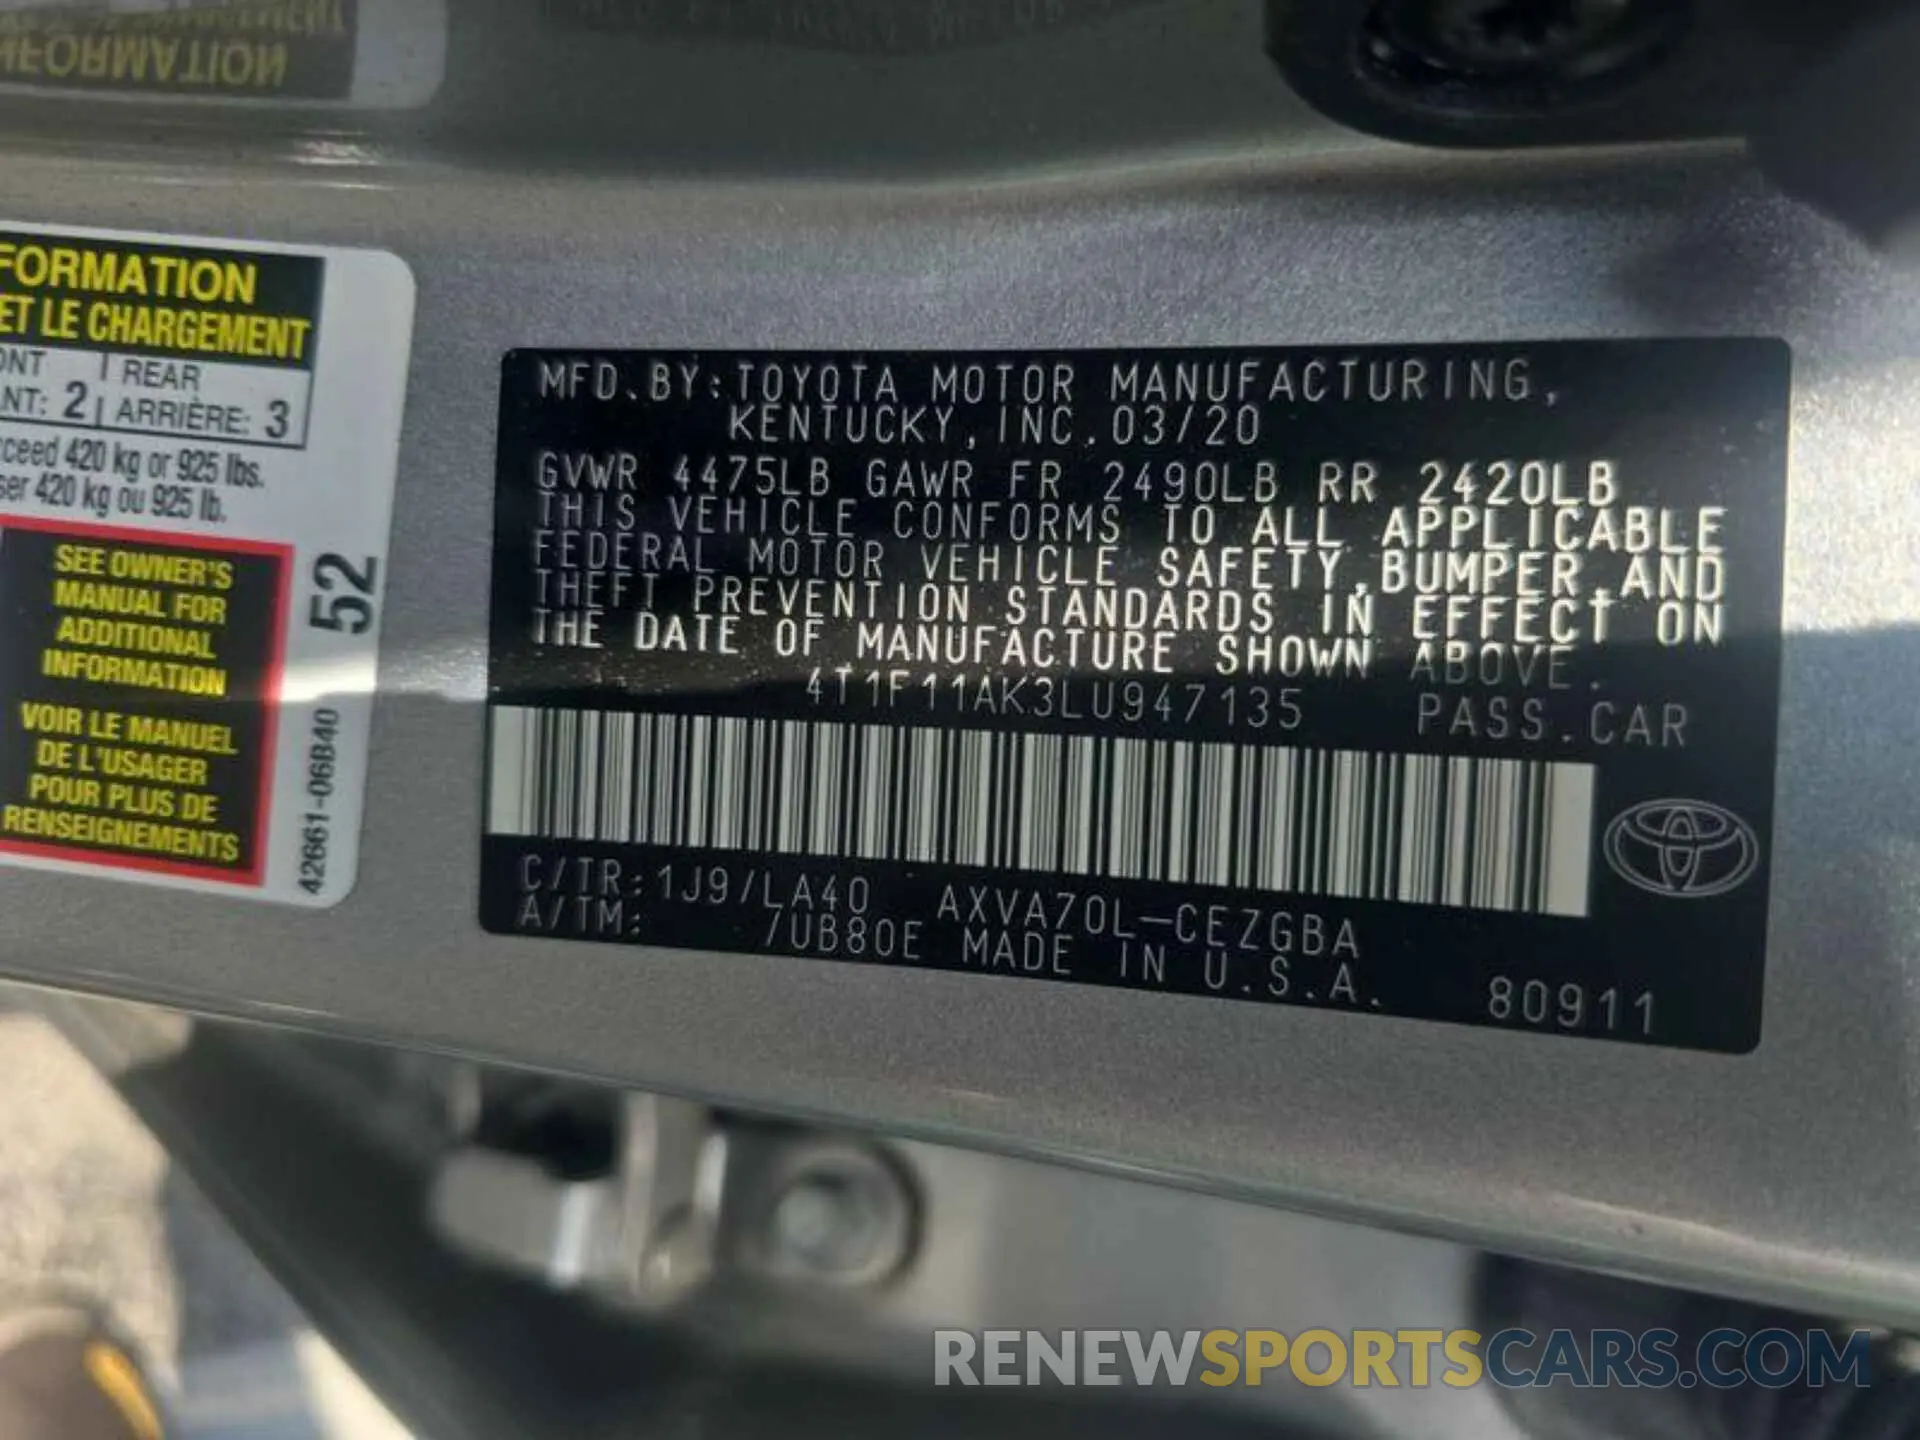 INFORMATION
FORMATION
ET LE CHARGEMENT
ONT | REAR
ANT: 2 | ARRIÈRE: 3
ceed 420 kg or 925 lbs.
ser 420 kg ou 925 lb.
SEE OWNER'S
MANUAL FOR
ADDITIONAL
INFORMATION
VOIR LE MANUEL
DE L'USAGER
POUR PLUS DE
RENSEIGNEMENTS
52
42661-06B40
MFD.BY:TOYOTA MOTOR MANUFACTURING,
KENTUCKY,INC.03/20
GVWR 4475LB GAWR FR 2490LB RR 2420LB
THIS VEHICLE CONFORMS TO ALL APPLICABLE
FEDERAL MOTOR VEHICLE SAFETY,BUMPER,AND
THEFT PREVENTION STANDARDS IN EFFECT ON
THE DATE OF MANUFACTURE SHOWN ABOVE.
4T1F11AK3LU947135 PASS.CAR
C/TR:1J9/LA40 AXVA70L-CEZGBA
A/TM: /UB80E MADE IN U.S.A. 80911
RENEWSPORTSCARS.COM